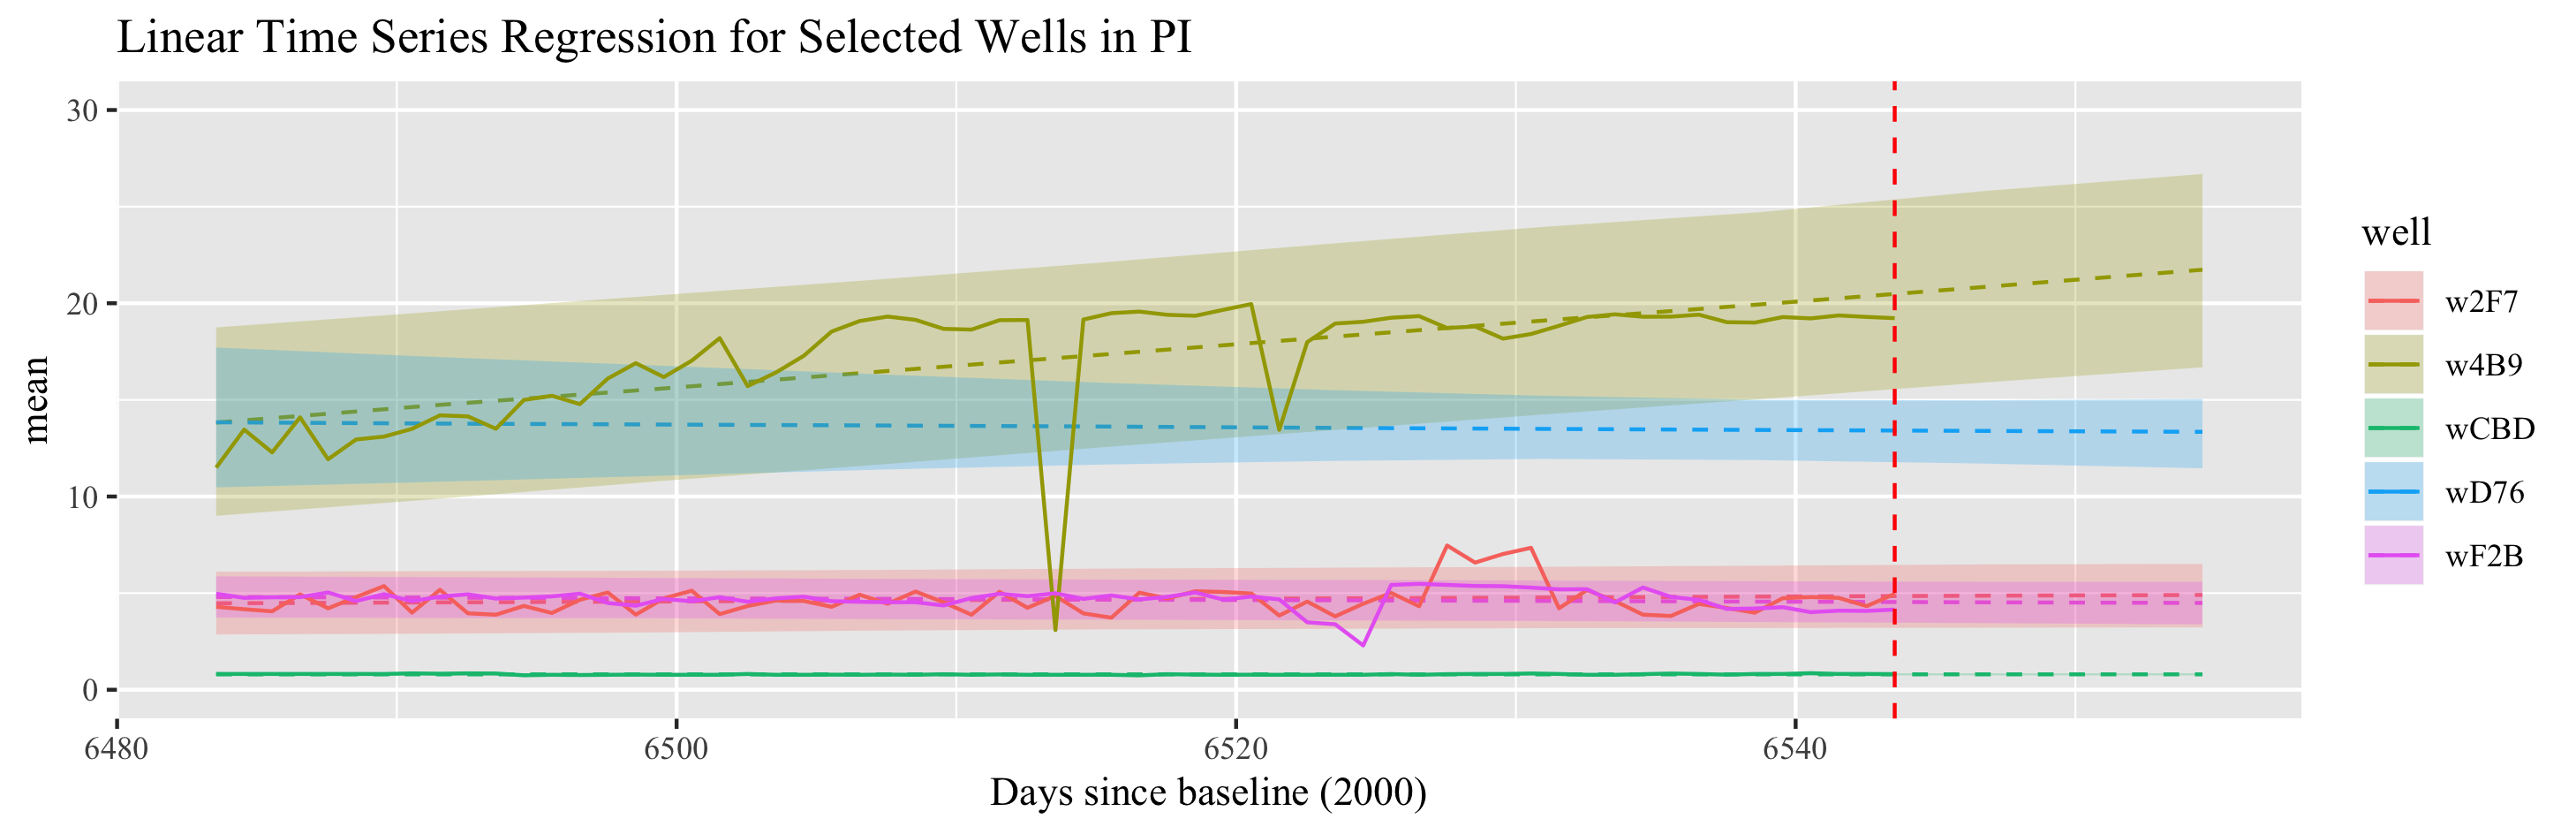 Linear Time Series Regression for Selected Wells in PI
30
20
10
0
mean
6480 6500 6520 6540
Days since baseline (2000)
well
w2F7
w4B9
wCBD
wD76
wF2B